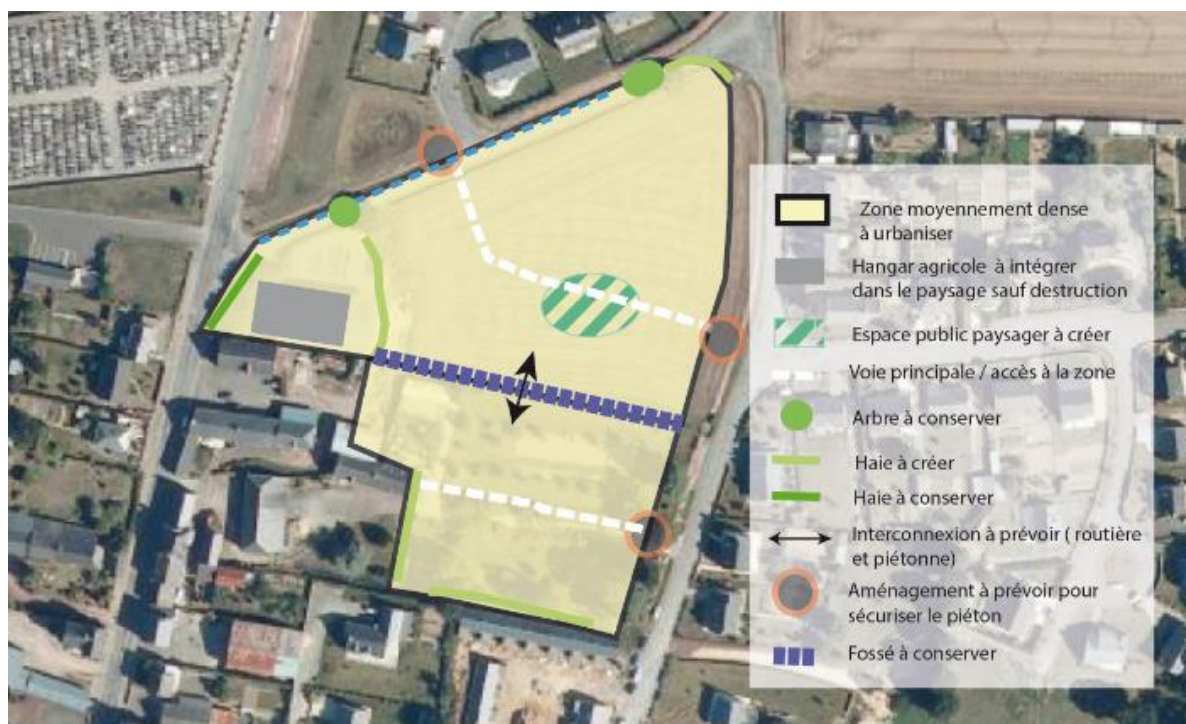 Zone moyennement dense
à urbaniser
Hangar agricole à intégrer
dans le paysage sauf destruction
Espace public paysager à créer
Voie principale / accès à la zone
Arbre à conserver
Haie à créer
Haie à conserver
Interconnexion à prévoir ( routière
et piétonne)
Aménagement à prévoir pour
sécuriser le piéton
Fossé à conserver